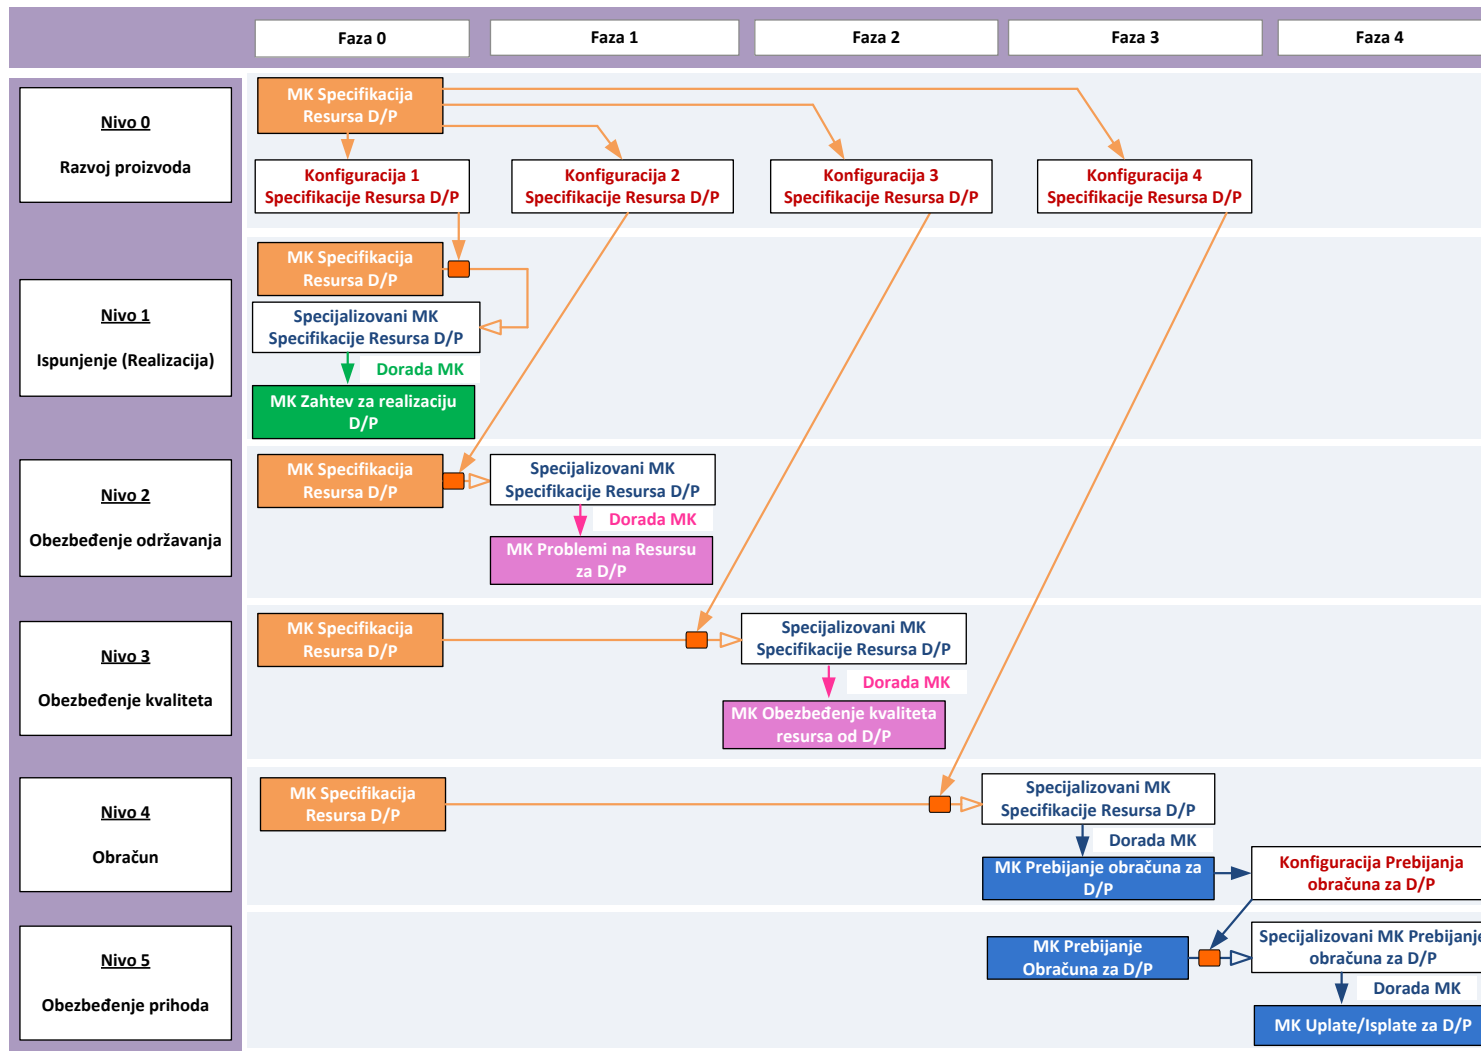 Faza 0
Faza 1
Faza 2
Faza 3
Faza 4
Nivo 0
Razvoj proizvoda
MK Specifikacija
Resursa D/P
Konfiguracija 1
Specifikacije Resursa D/P
Konfiguracija 2
Specifikacije Resursa D/P
Konfiguracija 3
Specifikacije Resursa D/P
Konfiguracija 4
Specifikacije Resursa D/P
Nivo 1
Ispunjenje (Realizacija)
MK Specifikacija
Resursa D/P
Specijalizovani MK
Specifikacije Resursa D/P
Dorada MK
MK Zahtev za realizaciju
D/P
Nivo 2
Obezbeđenje održavanja
MK Specifikacija
Resursa D/P
Specijalizovani MK
Specifikacije Resursa D/P
Dorada MK
MK Problemi na Resursu
za D/P
Nivo 3
Obezbeđenje kvaliteta
MK Specifikacija
Resursa D/P
Specijalizovani MK
Specifikacije Resursa D/P
Dorada MK
MK Obezbeđenje kvaliteta
resursa od D/P
Nivo 4
Obračun
MK Specifikacija
Resursa D/P
Specijalizovani MK
Specifikacije Resursa D/P
Dorada MK
MK Prebijanje obračuna za
D/P
Konfiguracija Prebijanja
obračuna za D/P
Nivo 5
Obezbeđenje prihoda
MK Prebijanje
Obračuna za D/P
Specijalizovani MK Prebijanje
obračuna za D/P
Dorada MK
MK Uplate/Isplate za D/P